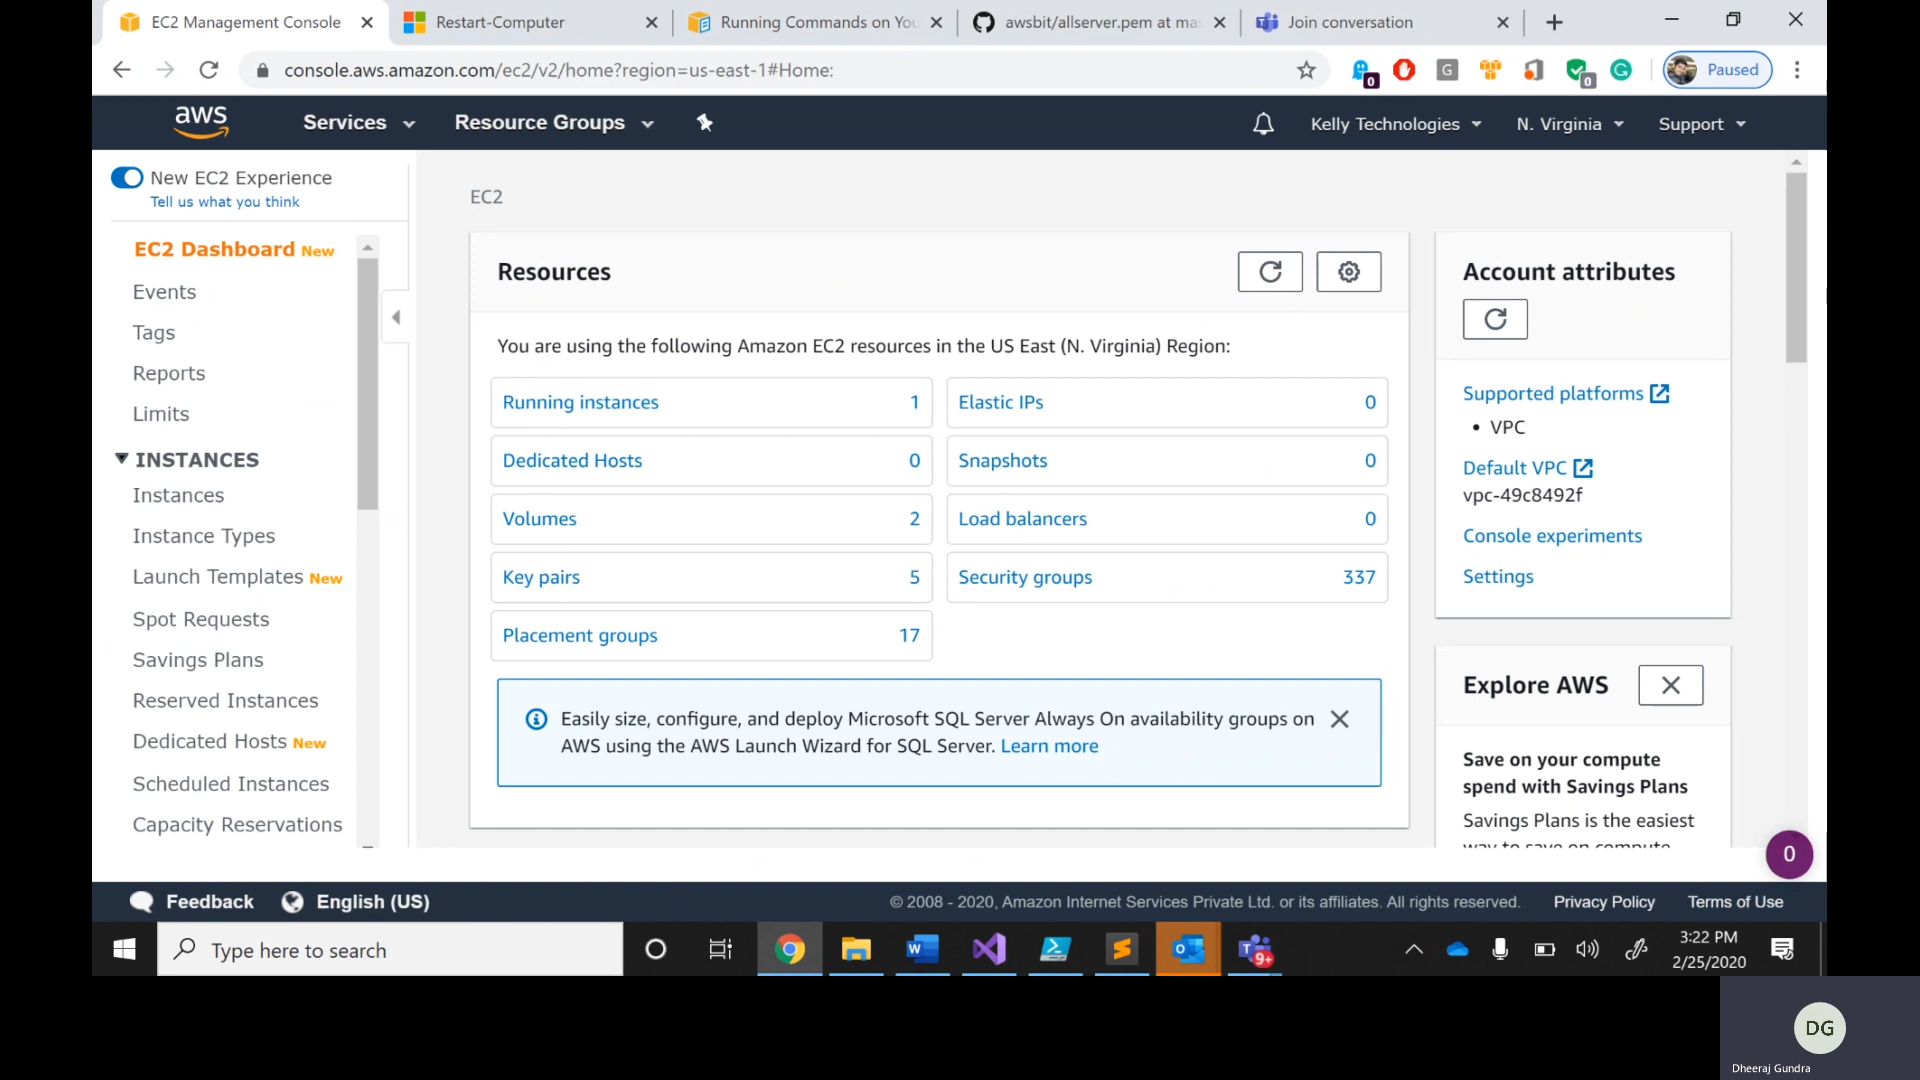 EC2 Management Console
Restart-Computer
Running Commands on You
awsbit/allserver.pem at ma
Join conversation
console.aws.amazon.com/ec2/v2/home?region=us-east-1#Home:
0
G
0
Paused
aws
Services
Resource Groups
Kelly Technologies
N. Virginia
Support
New EC2 Experience
Tell us what you think
EC2 Dashboard New
Events
Tags
Reports
Limits
INSTANCES
Instances
Instance Types
Launch Templates New
Spot Requests
Savings Plans
Reserved Instances
Dedicated Hosts New
Scheduled Instances
Capacity Reservations
EC2
Resources
You are using the following Amazon EC2 resources in the US East (N. Virginia) Region:
Running instances 1
Elastic IPs 0
Dedicated Hosts 0
Snapshots 0
Volumes 2
Load balancers 0
Key pairs 5
Security groups 337
Placement groups 17
Easily size, configure, and deploy Microsoft SQL Server Always On availability groups on
AWS using the AWS Launch Wizard for SQL Server. Learn more
Account attributes
Supported platforms
• VPC
Default VPC
vpc-49c8492f
Console experiments
Settings
Explore AWS
Save on your compute
spend with Savings Plans
Savings Plans is the easiest
way to save on compute
0
Feedback
English (US)
© 2008 - 2020, Amazon Internet Services Private Ltd. or its affiliates. All rights reserved.
Privacy Policy
Terms of Use
Type here to search
9+
3:22 PM
2/25/2020
DG
Dheeraj Gundra